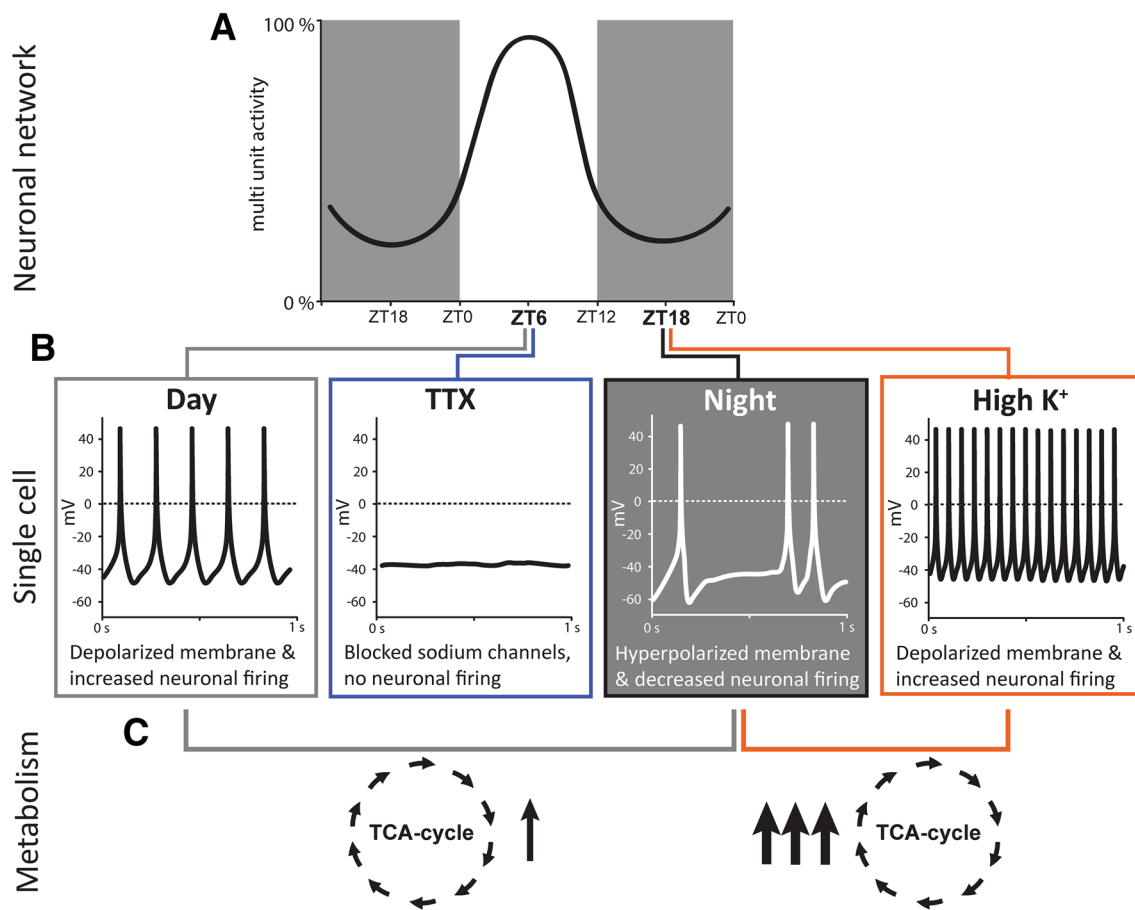 A
Neuronal network
multi unit activity
100 %
0 %
ZT18 ZT0 ZT6 ZT12 ZT18 ZT0
B
Single cell
Day
mV
40
20
0
-20
-40
-60
0 s 1 s
Depolarized membrane &
increased neuronal firing
TTX
mV
40
20
0
-20
-40
-60
0 s 1 s
Blocked sodium channels,
no neuronal firing
Night
mV
40
20
0
-20
-40
-60
0 s 1 s
Hyperpolarized membrane
& decreased neuronal firing
High K⁺
mV
40
20
0
-20
-40
-60
0 s 1 s
Depolarized membrane &
increased neuronal firing
C
Metabolism
TCA-cycle
TCA-cycle